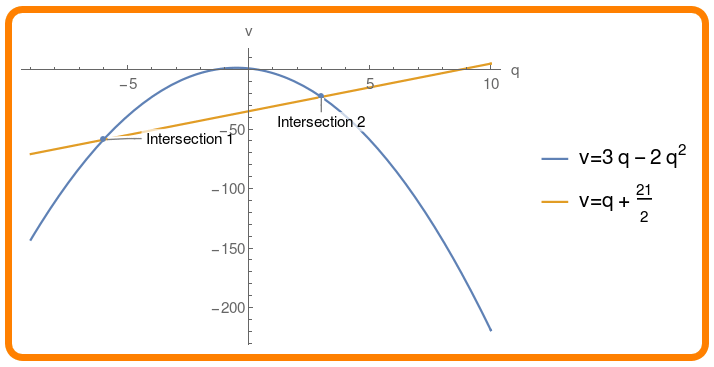 v
q
−5
5
10
−50
−100
−150
−200
Intersection 1
Intersection 2
v=3 q − 2 q²
v=q + 21/2